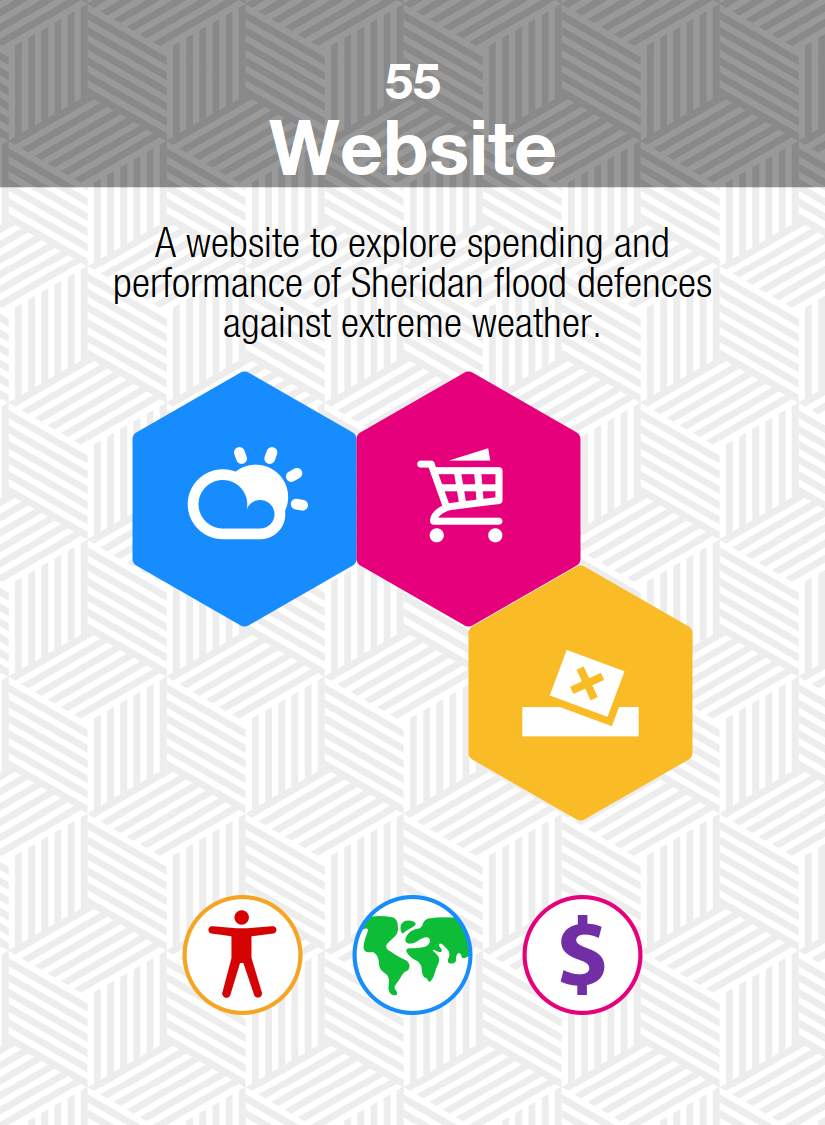 55
Website
A website to explore spending and
performance of Sheridan flood defences
against extreme weather.
$